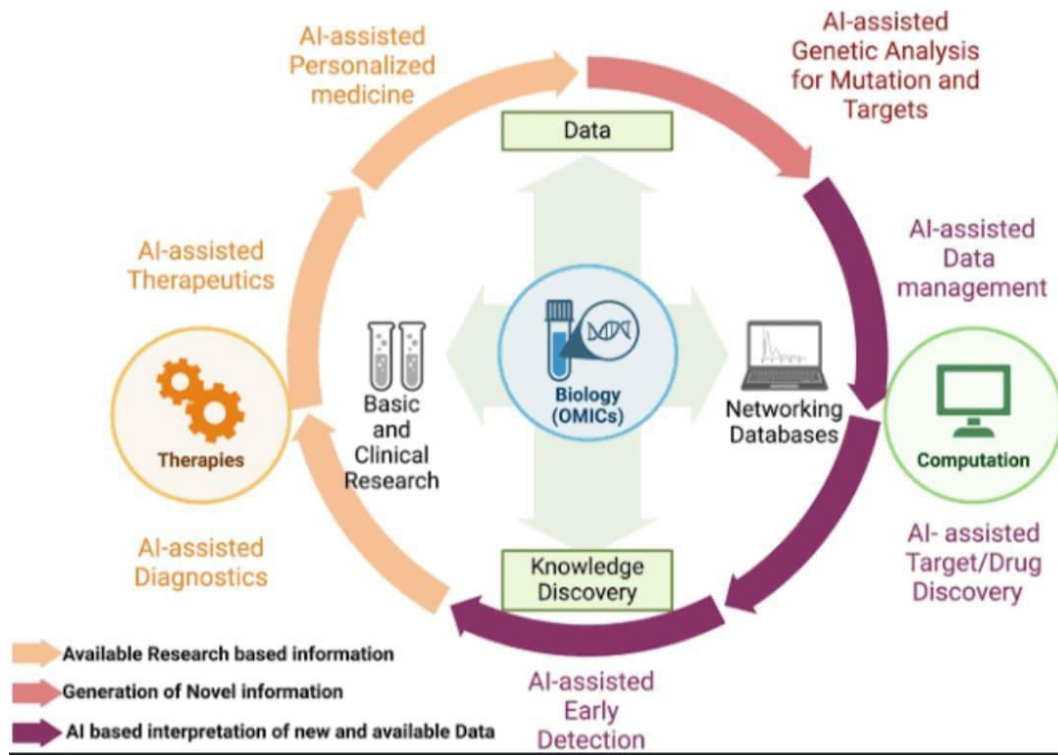 AI-assisted
Personalized
medicine
AI-assisted
Genetic Analysis
for Mutation and
Targets
Data
AI-assisted
Therapeutics
AI-assisted
Data
management
Therapies
Basic
and
Clinical
Research
Biology
(OMICs)
Networking
Databases
Computation
AI-assisted
Diagnostics
Knowledge
Discovery
AI- assisted
Target/Drug
Discovery
AI-assisted
Early
Detection
Available Research based information
Generation of Novel information
AI based interpretation of new and available Data